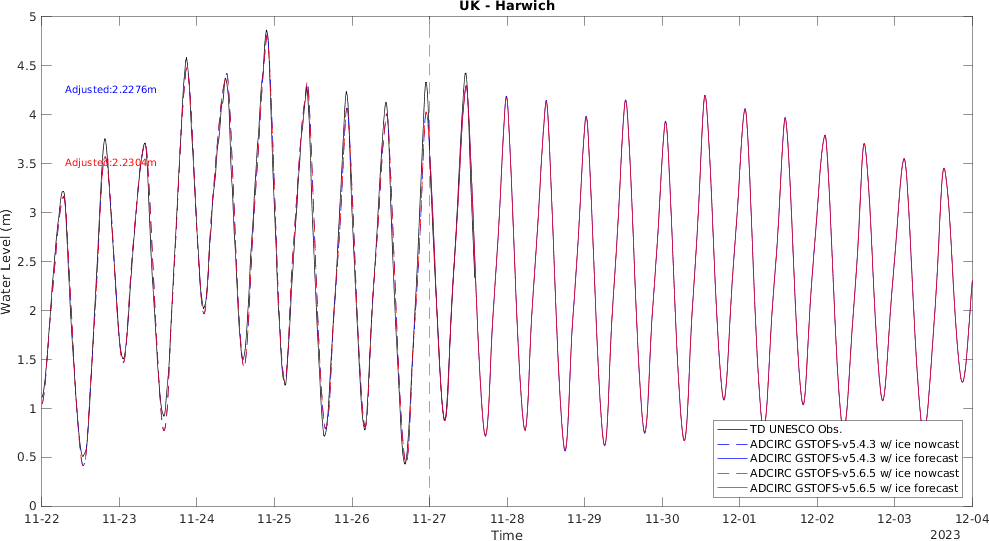 UK - Harwich
5
4.5
4
3.5
3
2.5
2
1.5
1
0.5
0
Water Level (m)
Adjusted:2.2276m
Adjusted:2.2304m
TD UNESCO Obs.
ADCIRC GSTOFS-v5.4.3 w/ ice nowcast
ADCIRC GSTOFS-v5.4.3 w/ ice forecast
ADCIRC GSTOFS-v5.6.5 w/ ice nowcast
ADCIRC GSTOFS-v5.6.5 w/ ice forecast
11-22 11-23 11-24 11-25 11-26 11-27 11-28 11-29 11-30 12-01 12-02 12-03 12-04
Time
2023